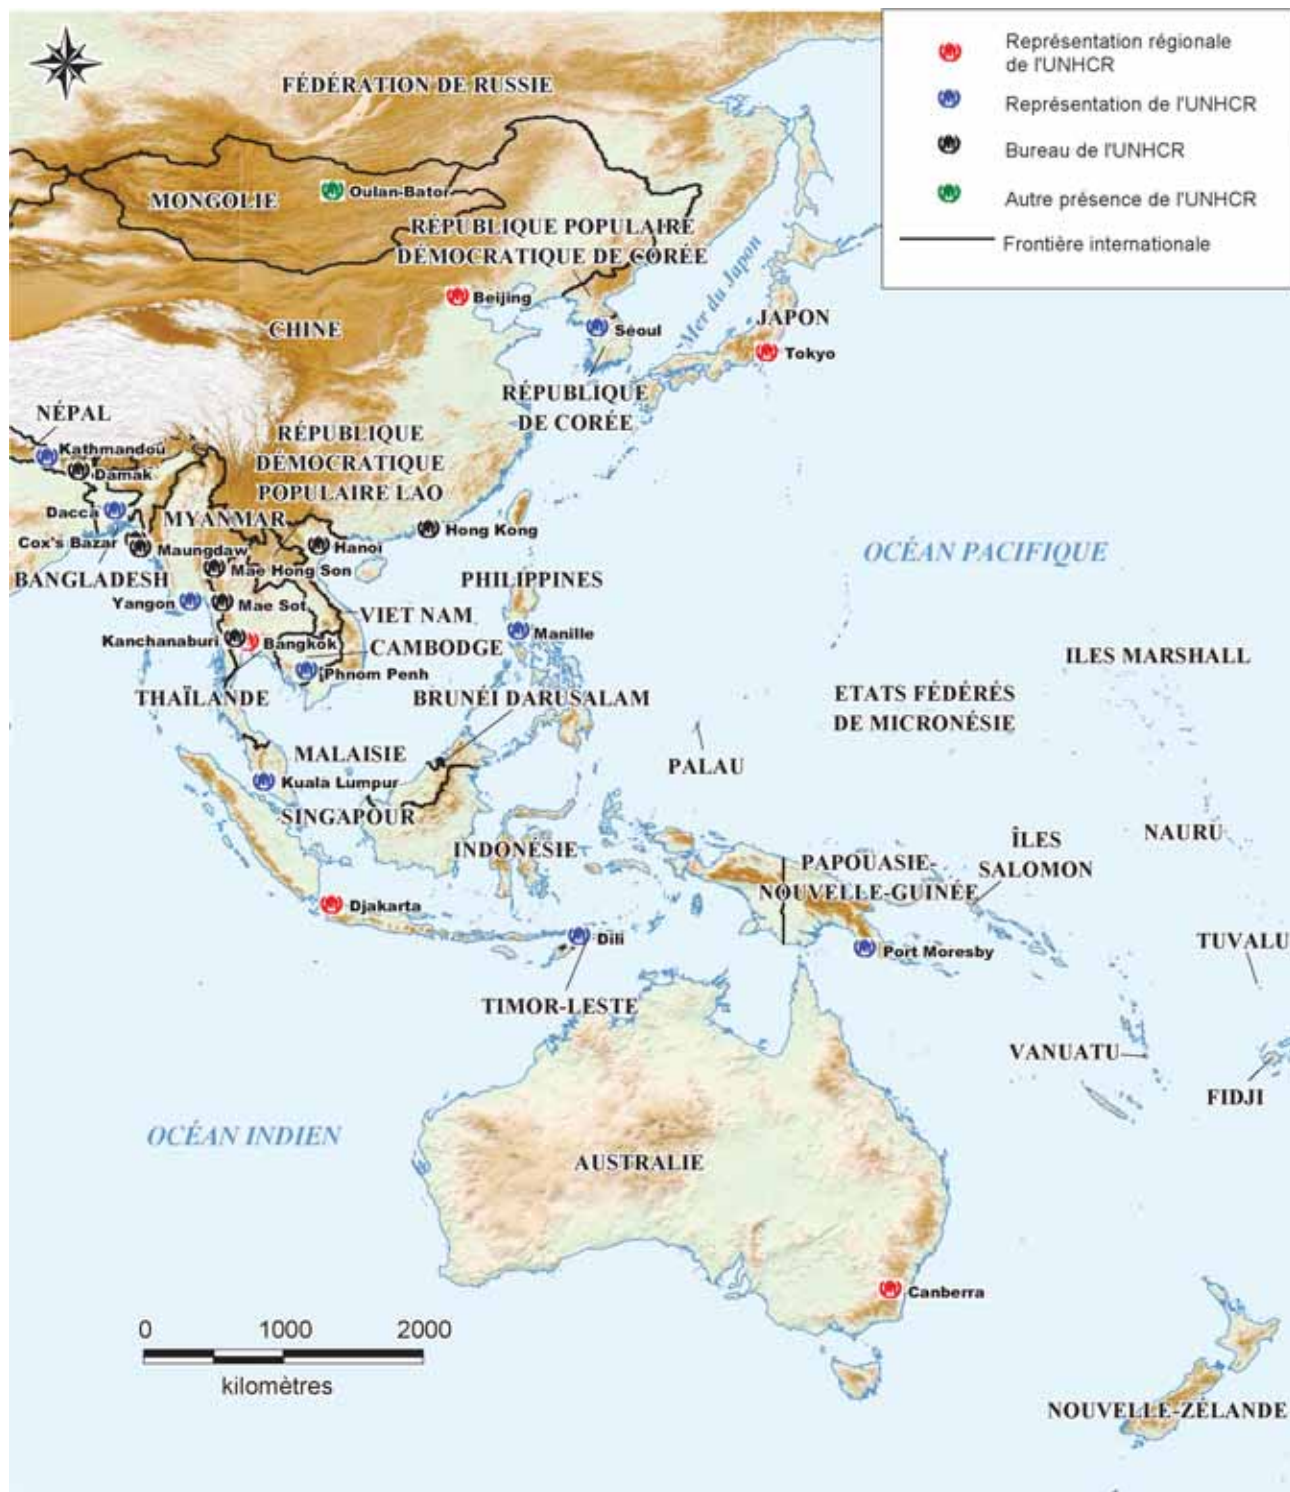 Représentation régionale
de l'UNHCR
Représentation de l'UNHCR
Bureau de l'UNHCR
Autre présence de l'UNHCR
Frontière internationale
FÉDÉRATION DE RUSSIE
MONGOLIE
Oulan-Bator
RÉPUBLIQUE POPULAIRE
DÉMOCRATIQUE DE CORÉE
Mer du Japon
Beijing
CHINE
Séoul
JAPON
Tokyo
RÉPUBLIQUE
DE CORÉE
NÉPAL
Kathmandoû
Damak
RÉPUBLIQUE
DÉMOCRATIQUE
POPULAIRE LAO
Dacca
MYANMAR
Hong Kong
Cox's Bazar
Maungdaw
Hanoi
OCÉAN PACIFIQUE
BANGLADESH
Mae Hong Son
PHILIPPINES
Yangon
Mae Sot
VIET NAM
Manille
Kanchanaburi
Bangkok
CAMBODGE
ILES MARSHALL
Phnom Penh
THAÏLANDE
BRUNÉI DARUSALAM
ETATS FÉDÉRÉS
DE MICRONÉSIE
MALAISIE
PALAU
Kuala Lumpur
SINGAPOUR
NAURU
INDONÉSIE
ÎLES
SALOMON
PAPOUASIE-
NOUVELLE-GUINÉE
Djakarta
Dili
Port Moresby
TUVALU
TIMOR-LESTE
VANUATU
FIDJI
OCÉAN INDIEN
AUSTRALIE
Canberra
0 1000 2000
kilomètres
NOUVELLE-ZÉLANDE